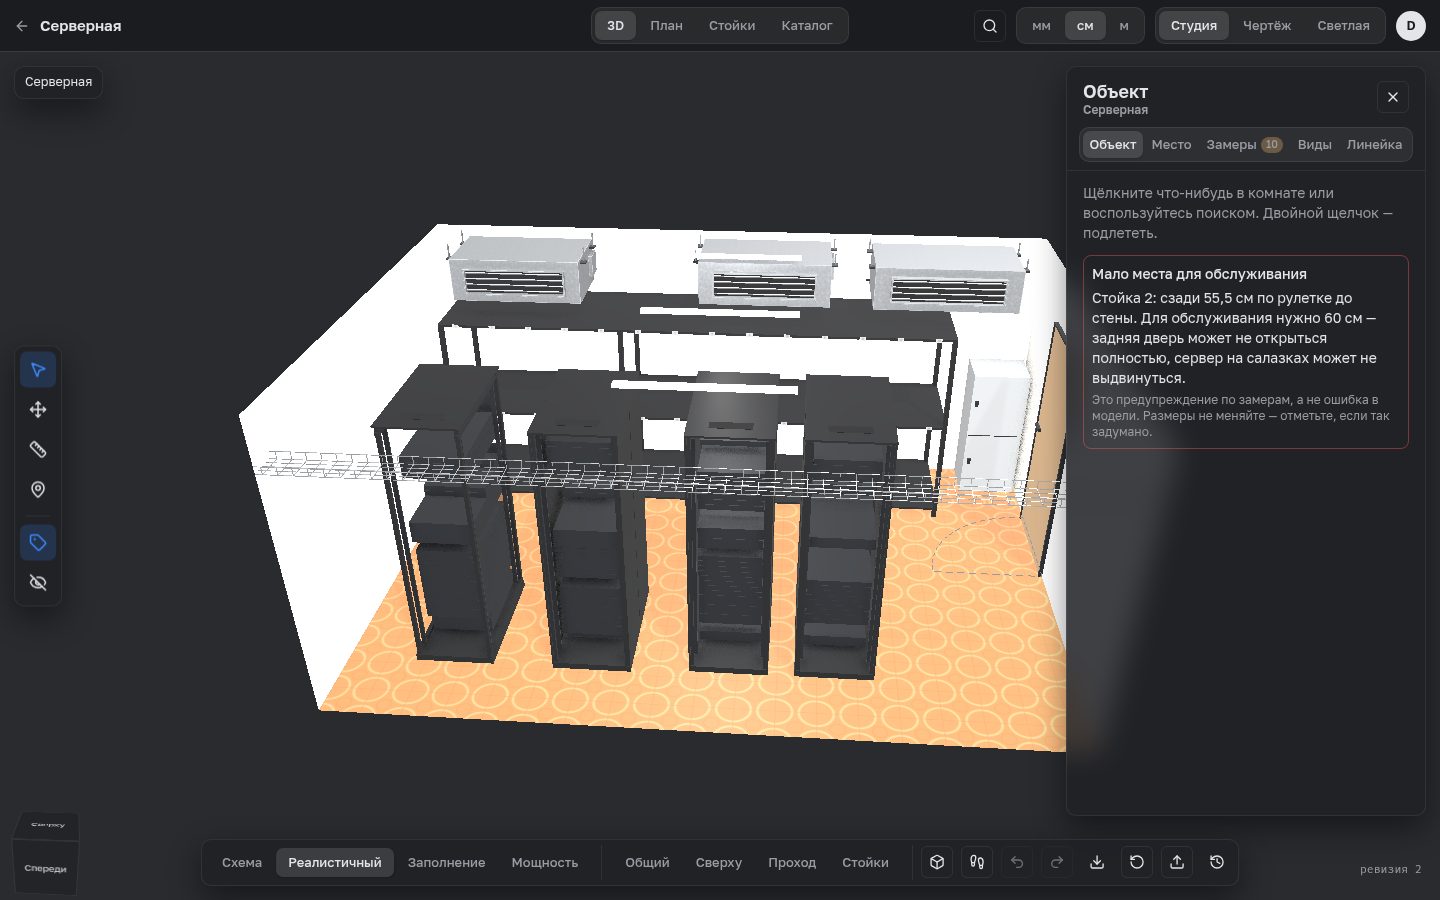 Серверная
3D План Стойки Каталог
мм см м
Студия Чертёж Светлая
D
Серверная
Объект
Серверная
Объект Место Замеры 10 Виды Линейка
Щёлкните что-нибудь в комнате или
воспользуйтесь поиском. Двойной щелчок —
подлететь.
Мало места для обслуживания
Стойка 2: сзади 55,5 см по рулетке до
стены. Для обслуживания нужно 60 см —
задняя дверь может не открыться
полностью, сервер на салазках может не
выдвинуться.
Это предупреждение по замерам, а не ошибка в
модели. Размеры не меняйте — отметьте, если так
задумано.
Сверху
Спереди
Схема Реалистичный Заполнение Мощность Общий Сверху Проход Стойки
ревизия 2